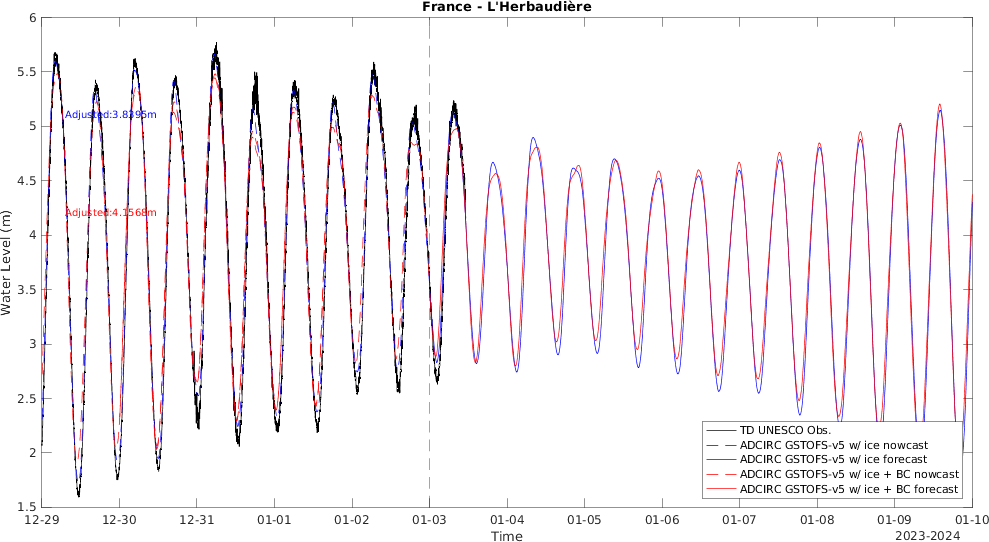 France - L'Herbaudière
Water Level (m)
6
5.5
5
4.5
4
3.5
3
2.5
2
1.5
Adjusted:3.8395m
Adjusted:4.1568m
TD UNESCO Obs.
ADCIRC GSTOFS-v5 w/ ice nowcast
ADCIRC GSTOFS-v5 w/ ice forecast
ADCIRC GSTOFS-v5 w/ ice + BC nowcast
ADCIRC GSTOFS-v5 w/ ice + BC forecast
12-29 12-30 12-31 01-01 01-02 01-03 01-04 01-05 01-06 01-07 01-08 01-09 01-10
Time
2023-2024